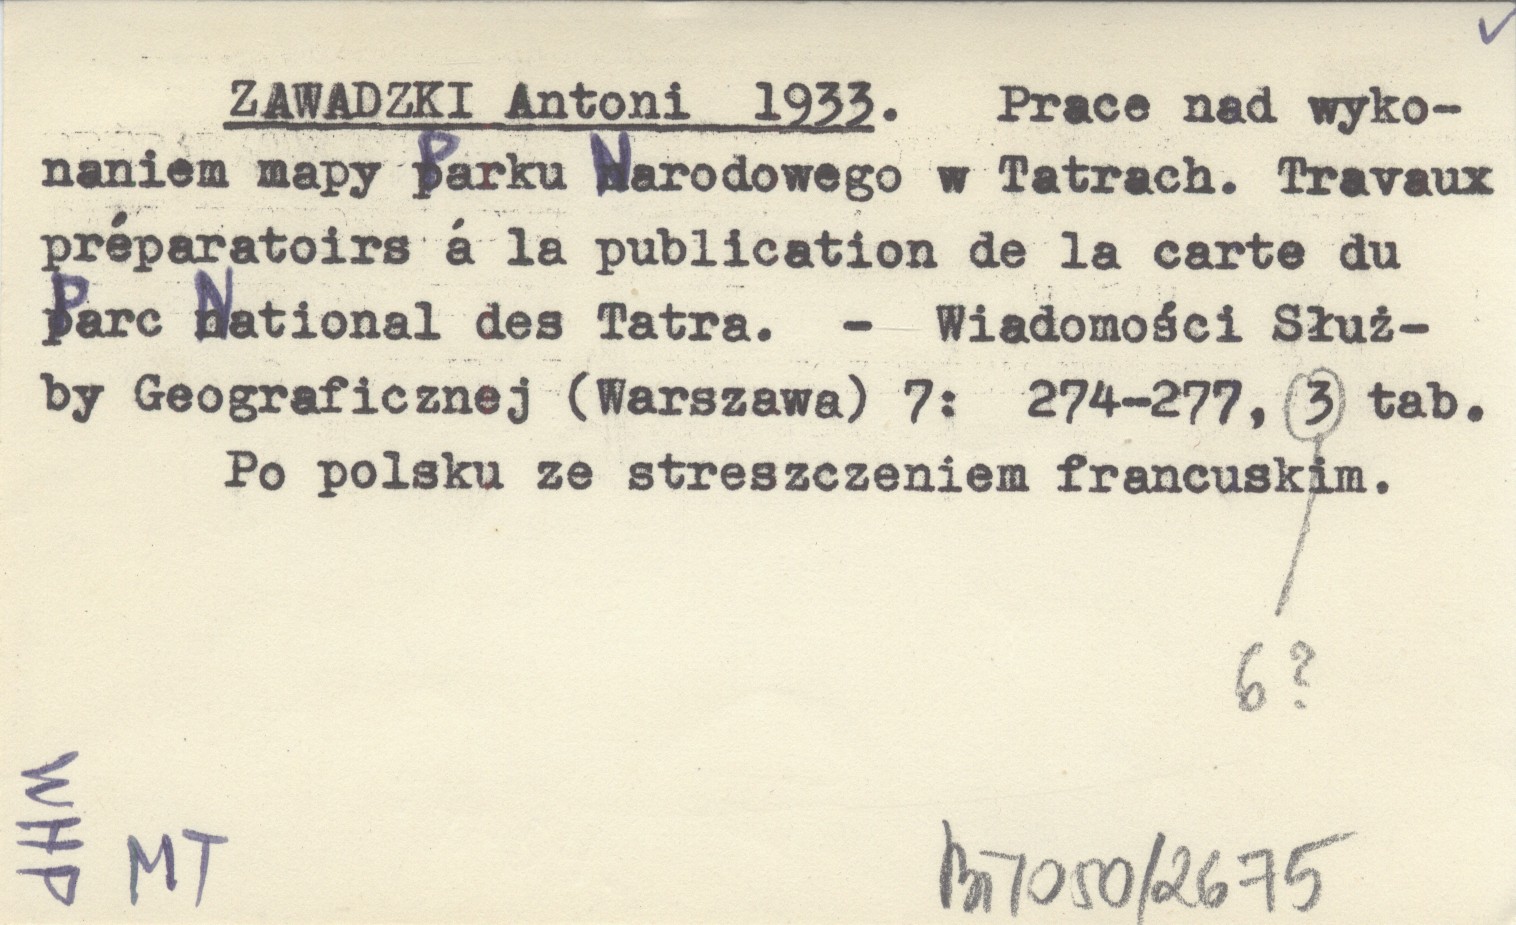 ZAWADZKI Antoni 1933. Prace nad wyko-
naniem mapy Parku Narodowego w Tatrach. Travaux
préparatoirs á la publication de la carte du
Parc National des Tatra. - Wiadomości Służ-
by Geograficznej (Warszawa) 7: 274-277, 3 tab.
Po polsku ze streszczeniem francuskim.
6?
WHP
MT
7050/2675